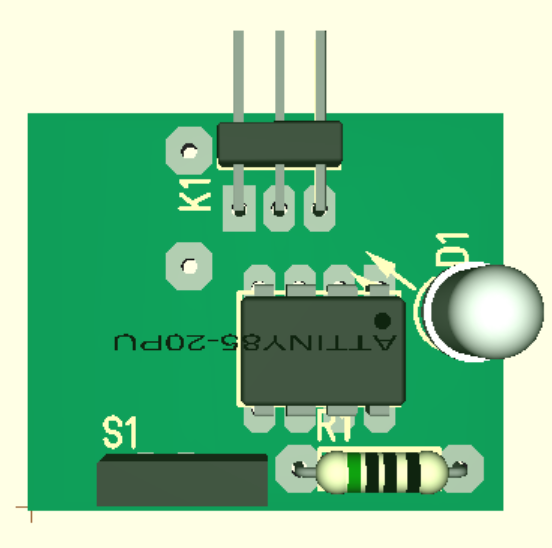 K1
D1
ATTINY85-20PU
S1
R1